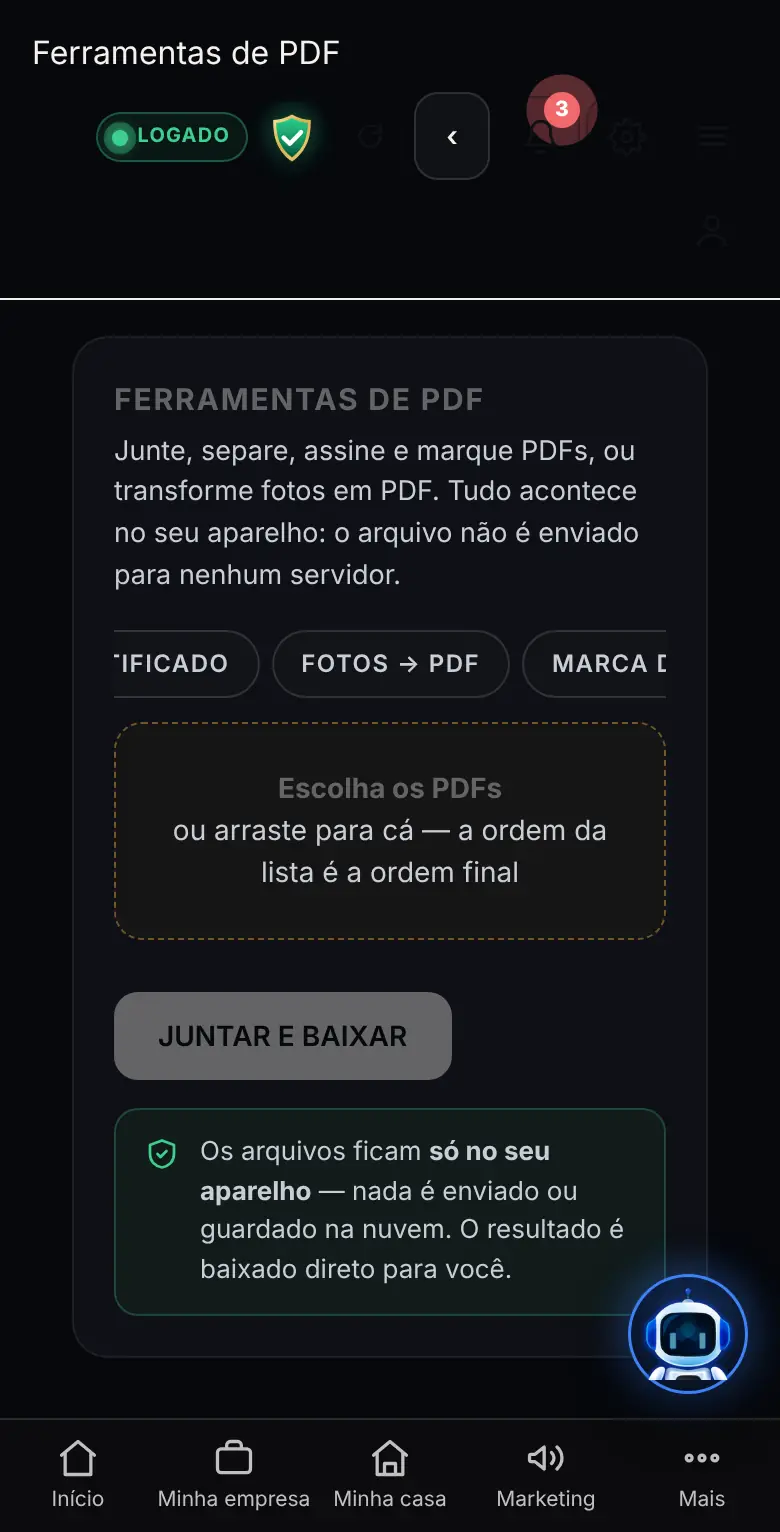 Ferramentas de PDF
LOGADO
3
FERRAMENTAS DE PDF
Junte, separe, assine e marque PDFs, ou
transforme fotos em PDF. Tudo acontece
no seu aparelho: o arquivo não é enviado
para nenhum servidor.
TIFICADO
FOTOS → PDF
MARCA D
Escolha os PDFs
ou arraste para cá — a ordem da
lista é a ordem final
JUNTAR E BAIXAR
Os arquivos ficam só no seu
aparelho — nada é enviado ou
guardado na nuvem. O resultado é
baixado direto para você.
Início
Minha empresa
Minha casa
Marketing
Mais